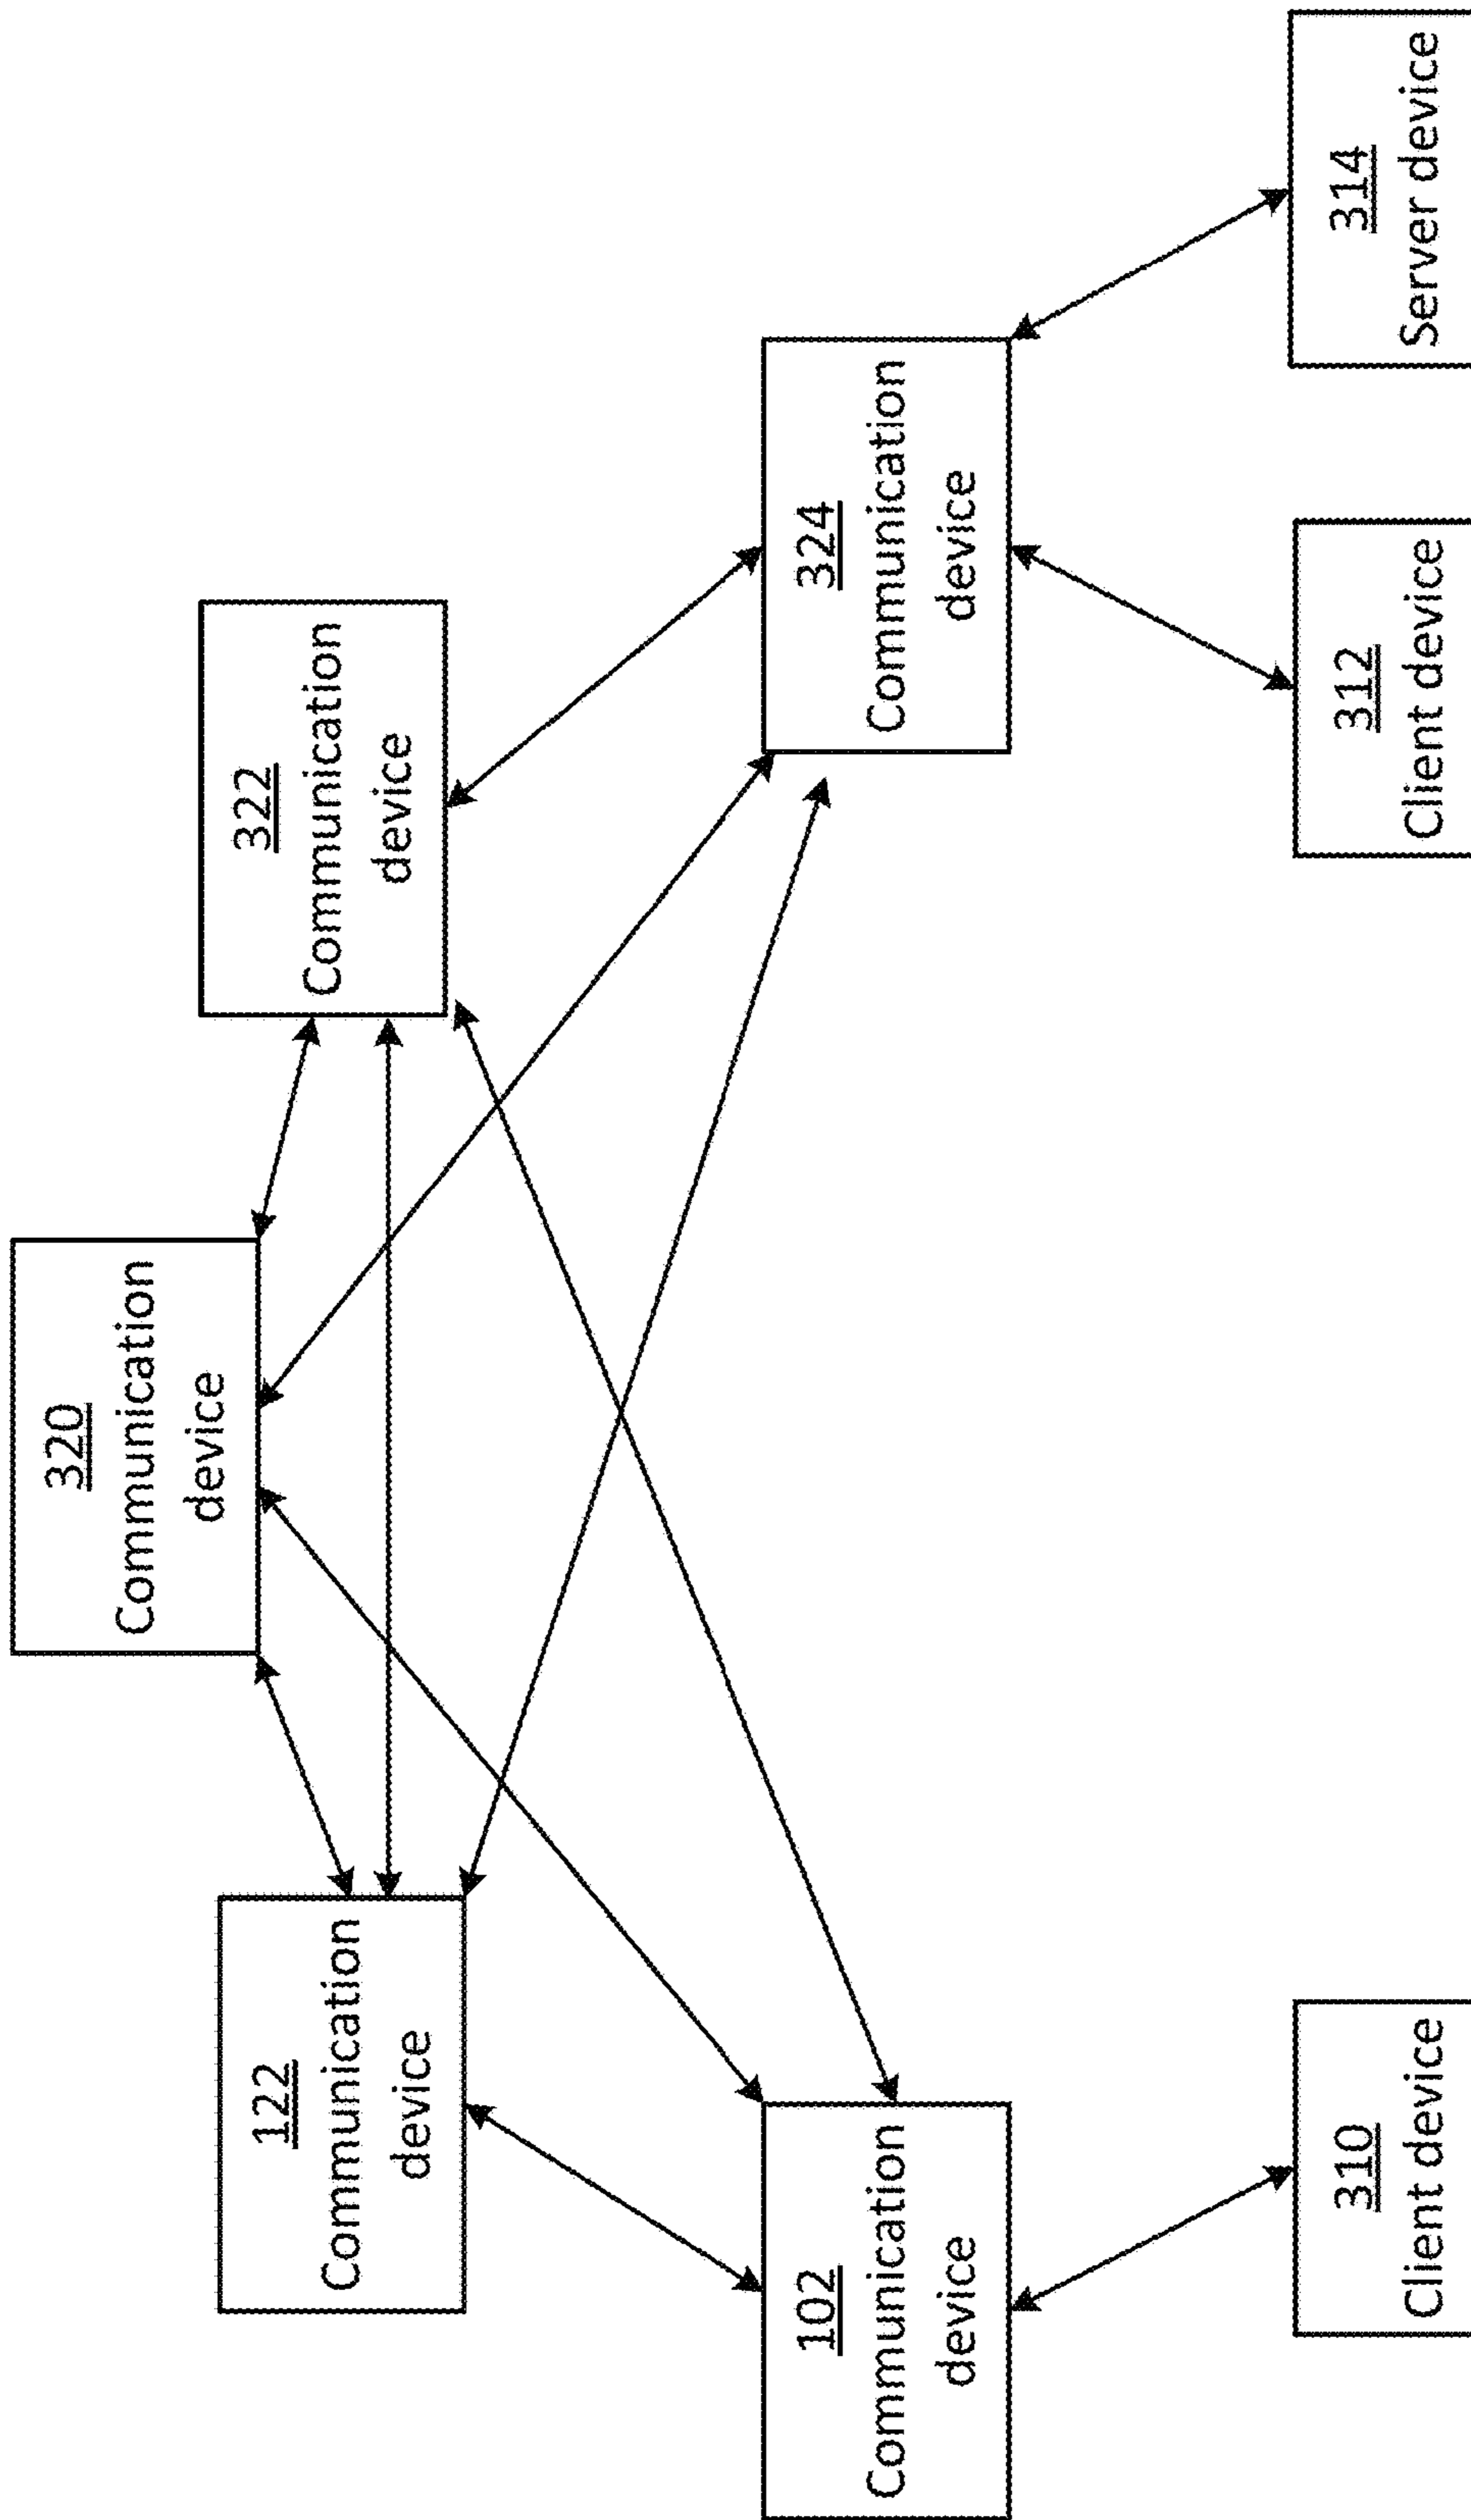 320
Communication
device
322
Communication
device
122
Communication
device
324
Communication
device
102
Communication
device
314
Server device
312
Client device
310
Client device